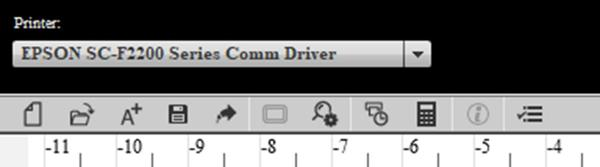 Printer:
EPSON SC-F2200 Series Comm Driver
A+
-11 -10 -9 -8 -7 -6 -5 -4